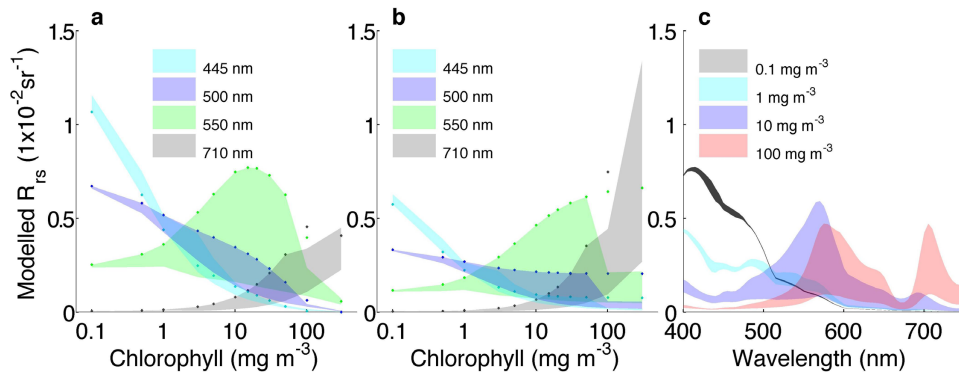 a
b
c
Modelled Rrs (1x10-2sr-1)
1.5
1
0.5
0
445 nm
500 nm
550 nm
710 nm
0.1
1
10
100
Chlorophyll (mg m-3)
1.5
1
0.5
0
445 nm
500 nm
550 nm
710 nm
0.1
1
10
100
Chlorophyll (mg m-3)
1.5
1
0.5
0
0.1 mg m-3
1 mg m-3
10 mg m-3
100 mg m-3
400
500
600
700
Wavelength (nm)